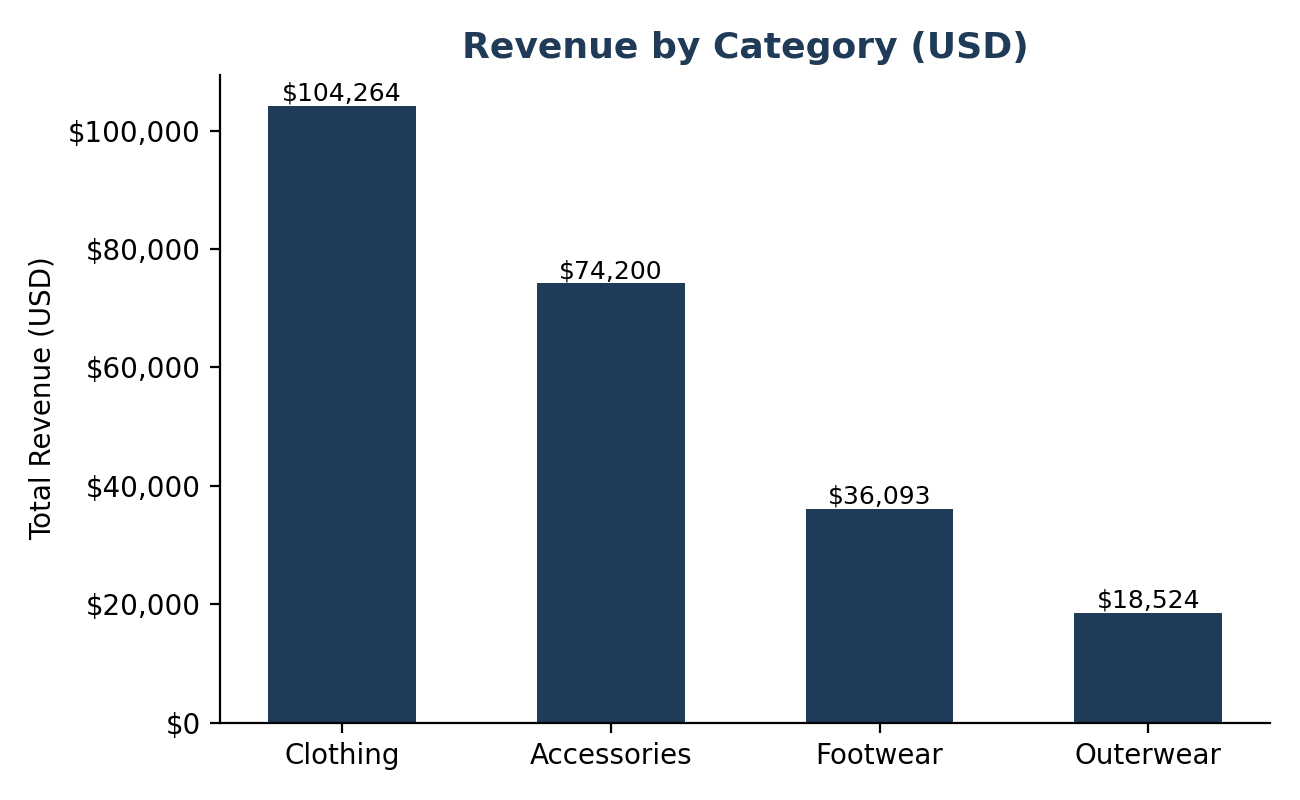 Revenue by Category (USD)
Total Revenue (USD)
$100,000
$80,000
$60,000
$40,000
$20,000
$0
$104,264
$74,200
$36,093
$18,524
Clothing
Accessories
Footwear
Outerwear